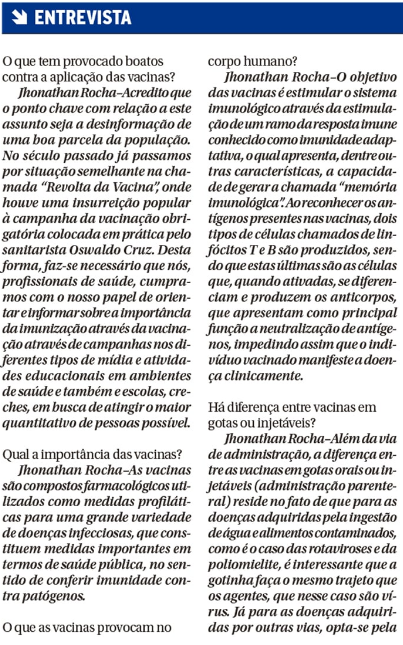 ENTREVISTA
O que tem provocado boatos
contra a aplicação das vacinas?
Jhonathan Rocha–Acredito que
o ponto chave com relação a este
assunto seja a desinformação de
uma boa parcela da população.
No século passado já passamos
por situação semelhante na cha-
mada “Revolta da Vacina”, onde
houve uma insurreição popular
à campanha da vacinação obri-
gatória colocada em prática pelo
sanitarista Oswaldo Cruz. Desta
forma, faz-se necessário que nós,
profissionais de saúde, cumpra-
mos com o nosso papel de orien-
tar e informar sobre a importância
da imunização através da vacina-
ção através de campanhas nos di-
ferentes tipos de mídia e ativida-
des educacionais em ambientes
de saúde e também e escolas, cre-
ches, em busca de atingir o maior
quantitativo de pessoas possível.
Qual a importância das vacinas?
Jhonathan Rocha–As vacinas
são compostos farmacológicos uti-
lizados como medidas profiláti-
cas para uma grande variedade
de doenças infecciosas, que cons-
tituem medidas importantes em
termos de saúde pública, no sen-
tido de conferir imunidade con-
tra patógenos.
O que as vacinas provocam no
corpo humano?
Jhonathan Rocha–O objetivo
das vacinas é estimular o sistema
imunológico através da estimula-
ção de um ramo da resposta imune
conhecido como imunidade adap-
tativa, o qual apresenta, dentre ou-
tras características, a capacida-
de de gerar a chamada “memória
imunológica”. Ao reconhecer os an-
tígenos presentes nas vacinas, dois
tipos de células chamados de lin-
fócitos T e B são produzidos, sen-
do que estas últimas são as células
que, quando ativadas, se diferen-
ciam e produzem os anticorpos,
que apresentam como principal
função a neutralização de antíge-
nos, impedindo assim que o indi-
víduo vacinado manifeste a doen-
ça clinicamente.
Há diferença entre vacinas em
gotas ou injetáveis?
Jhonathan Rocha–Além da via
de administração, a diferença en-
tre as vacinas em gotas orais ou in-
jetáveis (administração parente-
ral) reside no fato de que para as
doenças adquiridas pela ingestão
de água e alimentos contaminados,
como é o caso das rotaviroses e da
poliomielite, é interessante que a
gotinha faça o mesmo trajeto que
os agentes, que nesse caso são ví-
rus. Já para as doenças adquiri-
das por outras vias, opta-se pela